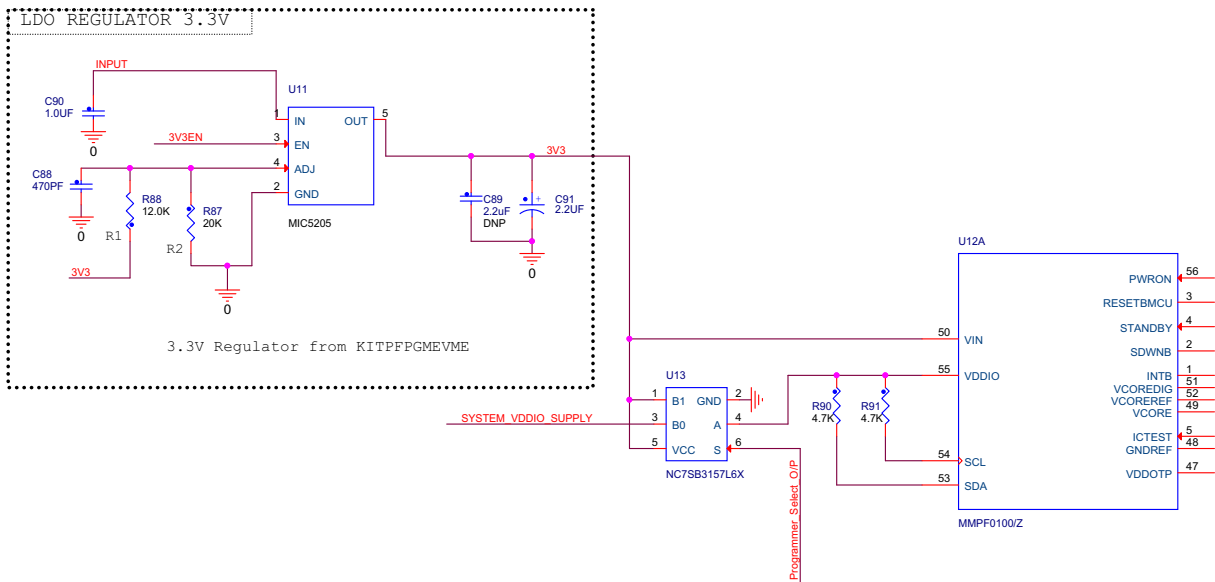 LDO REGULATOR 3.3V
INPUT
U11
C90
1.0UF
0
1
IN
OUT
5
3V3EN
3
EN
4
ADJ
2
GND
MIC5205
C88
470PF
0
R88
12.0K
R1
R87
20K
R2
3V3
0
3V3
C89
2.2uF
DNP
+
C91
2.2UF
0
3.3V Regulator from KITPFPGMEVME
U13
1
B1
GND
2
SYSTEM_VDDIO_SUPPLY
3
B0
A
4
5
VCC
S
6
NC7SB3157L6X
Programmer_Select_O/P
R90
4.7K
R91
4.7K
U12A
50
VIN
55
VDDIO
54
SCL
53
SDA
PWRON
56
RESETBMCU
3
STANDBY
4
SDWNB
2
INTB
1
VCOREDIG
51
VCOREREF
52
VCORE
49
ICTEST
5
GNDREF
48
VDDOTP
47
MMPF0100/Z